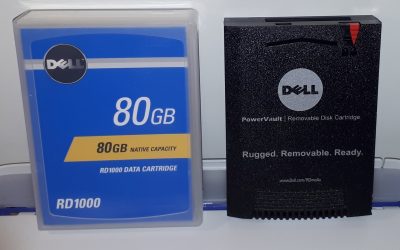 DELL
80GB
80GB NATIVE CAPACITY
RD1000 DATA CARTRIDGE
RD1000
DELL
PowerVault | Removable Disk Cartridge
Rugged. Removable. Ready.